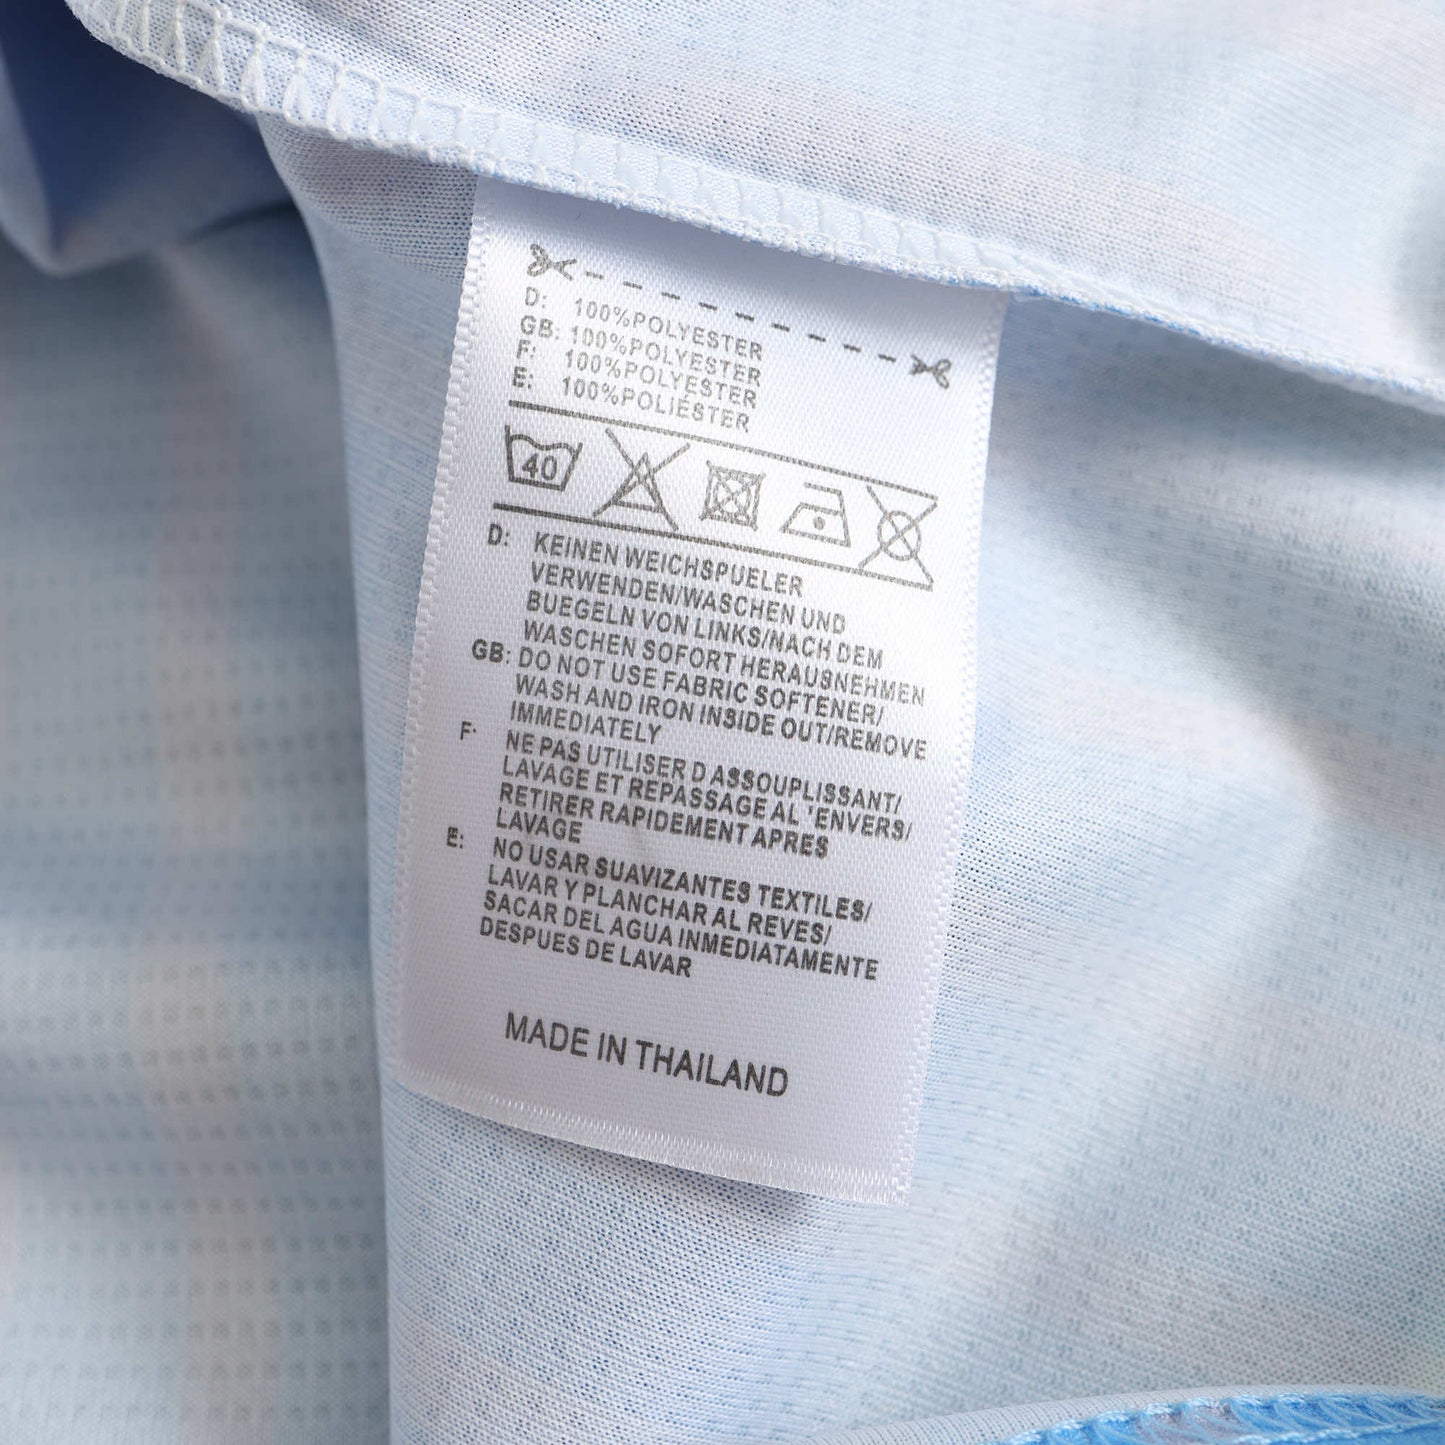 D: 100%POLYESTER
GB: 100%POLYESTER
F: 100%POLYESTER
E: 100%POLIÉSTER
40
D: KEINEN WEICHSPUELER
VERWENDEN/WASCHEN UND
BUEGELN VON LINKS/NACH DEM
WASCHEN SOFORT HERAUSNEHMEN
GB: DO NOT USE FABRIC SOFTENER/
WASH AND IRON INSIDE OUT/REMOVE
IMMEDIATELY
F· NE PAS UTILISER D ASSOUPLISSANT/
LAVAGE ET REPASSAGE AL 'ENVERS/
RETIRER RAPIDEMENT APRES
LAVAGE
E: NO USAR SUAVIZANTES TEXTILES/
LAVAR Y PLANCHAR AL REVES/
SACAR DEL AGUA INMEDIATAMENTE
DESPUES DE LAVAR
MADE IN THAILAND